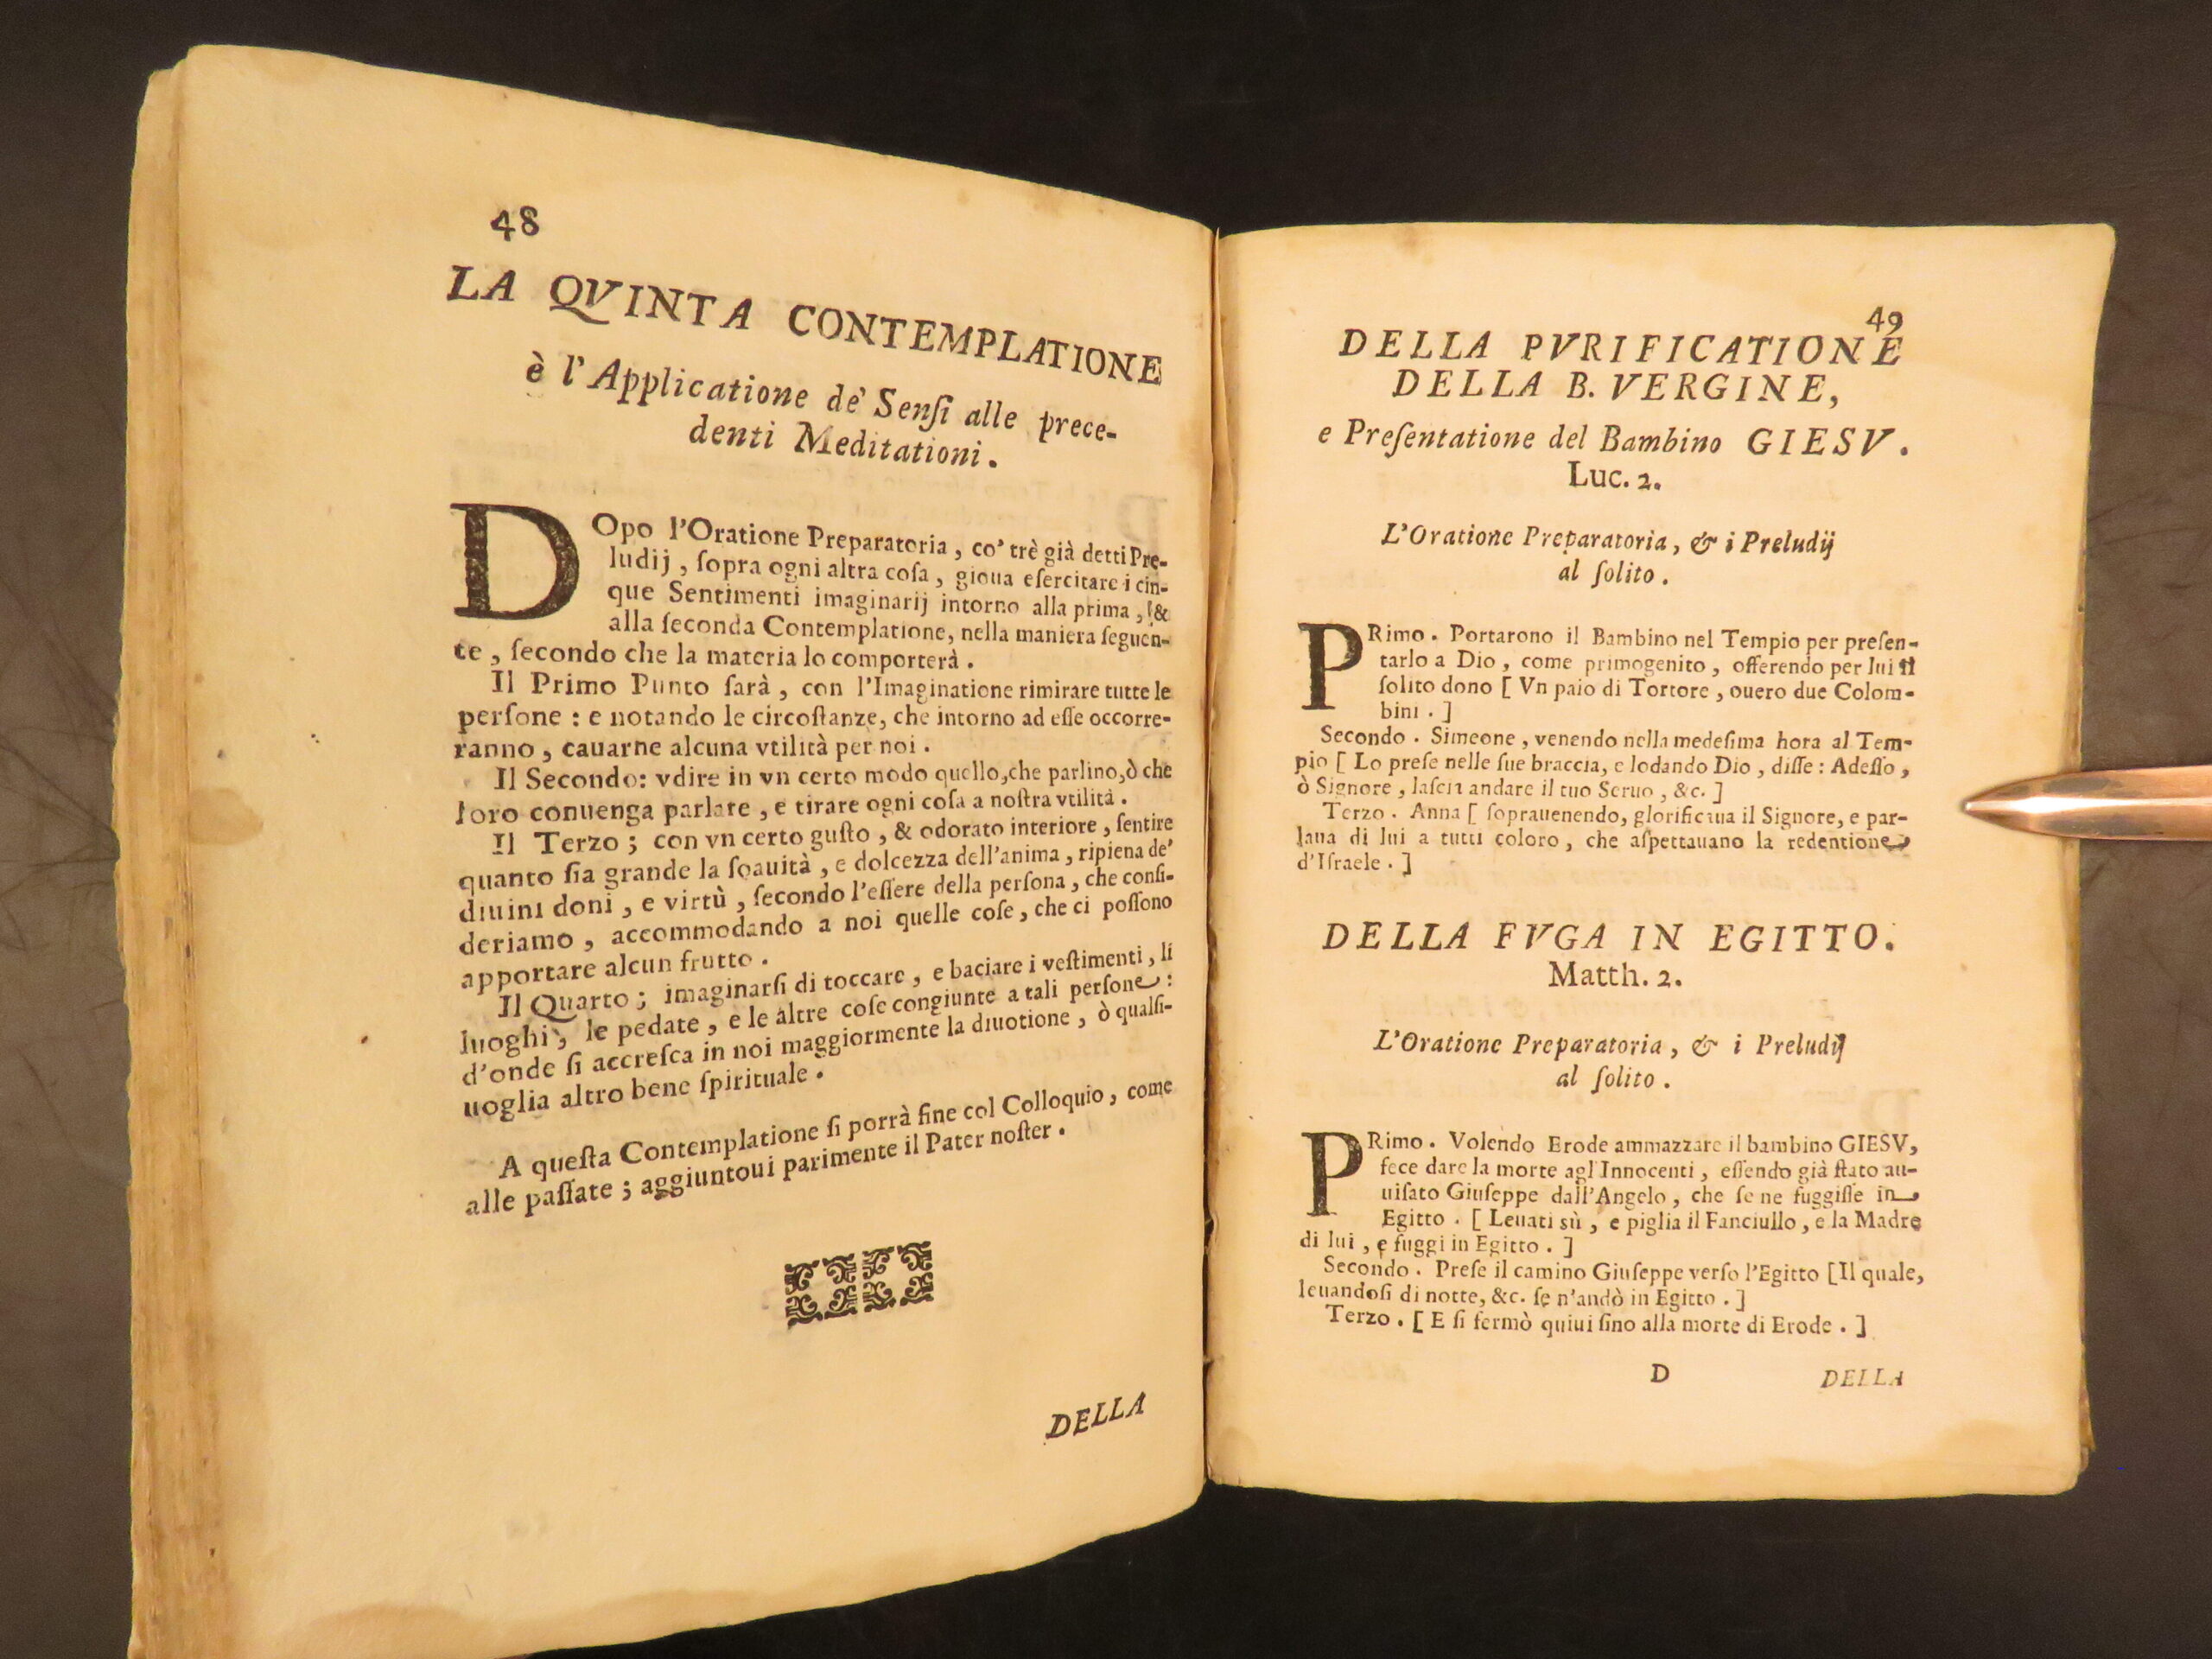 48
LA QVINTA CONTEMPLATIONE
è l'Applicatione de' Senſi alle prece-
denti Meditationi.
DOpo l'Oratione Preparatoria, co' trè già detti Pre-
ludij, ſopra ogni altra coſa, gioua eſercitare i cin-
que Sentimenti imaginarij intorno alla prima, &
alla ſeconda Contemplatione, nella maniera ſeguen-
te, ſecondo che la materia lo comporterà.
Il Primo Punto ſarà, con l'Imaginatione rimirare tutte le
perſone: e notando le circoſtanze, che intorno ad eſſe occorre-
ranno, cauarne alcuna vtilità per noi.
Il Secondo: vdire in vn certo modo quello, che parlino, ò che
loro conuenga parlare, e tirare ogni coſa a noſtra vtilità.
Il Terzo; con vn certo guſto, & odorato interiore, ſentire
quanto ſia grande la ſoauità, e dolcezza dell'anima, ripiena de'
diuini doni, e virtù, ſecondo l'eſſere della perſona, che conſi-
deriamo, accommodando a noi quelle coſe, che ci poſſono
apportare alcun frutto.
Il Quarto; imaginarſi di toccare, e baciare i veſtimenti, li
luoghi, le pedate, e le altre coſe congiunte a tali perſone:
d'onde ſi accreſca in noi maggiormente la diuotione, ò qualſi-
uoglia altro bene ſpirituale.
A queſta Contemplatione ſi porrà fine col Colloquio, come
alle paſſate; aggiuntoui parimente il Pater noſter.
DELLA
49
DELLA PVRIFICATIONE
DELLA B. VERGINE,
e Preſentatione del Bambino GIESV.
Luc. 2.
L'Oratione Preparatoria, & i Preludij
al ſolito.
PRimo. Portarono il Bambino nel Tempio per preſen-
tarlo a Dio, come primogenito, offerendo per lui il
ſolito dono [ Vn paio di Tortore, ouero due Colom-
bini. ]
Secondo. Simeone, venendo nella medeſima hora al Tem-
pio [ Lo preſe nelle ſue braccia, e lodando Dio, diſſe: Adeſſo,
ò Signore, laſcia andare il tuo Seruo, &c. ]
Terzo. Anna [ ſoprauenendo, glorificaua il Signore, e par-
laua di lui a tutti coloro, che aſpettauano la redentione
d'Iſraele. ]
DELLA FVGA IN EGITTO.
Matth. 2.
L'Oratione Preparatoria, & i Preludij
al ſolito.
PRimo. Volendo Erode ammazzare il bambino GIESV,
fece dare la morte agl'Innocenti, eſſendo già ſtato au-
uiſato Giuſeppe dall'Angelo, che ſe ne fuggiſſe in
Egitto. [ Leuati sù, e piglia il Fanciullo, e la Madre
di lui, e fuggi in Egitto. ]
Secondo. Preſe il camino Giuſeppe verſo l'Egitto [Il quale,
leuandoſi di notte, &c. ſe n'andò in Egitto. ]
Terzo. [ E ſi fermò quiui ſino alla morte di Erode. ]
D
DELLA